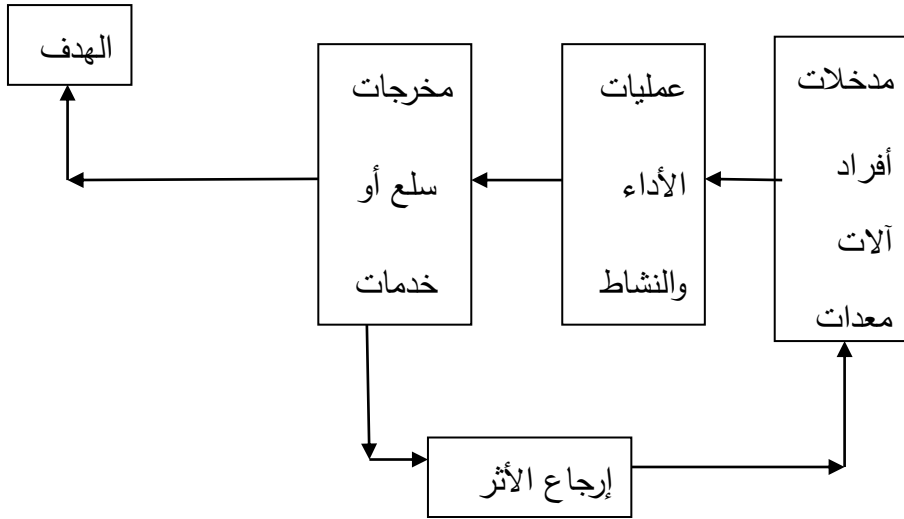 مدخلات
أفراد
آلات
معدات
عمليات
الأداء
والنشاط
مخرجات
سلع أو
خدمات
الهدف
إرجاع الأثر